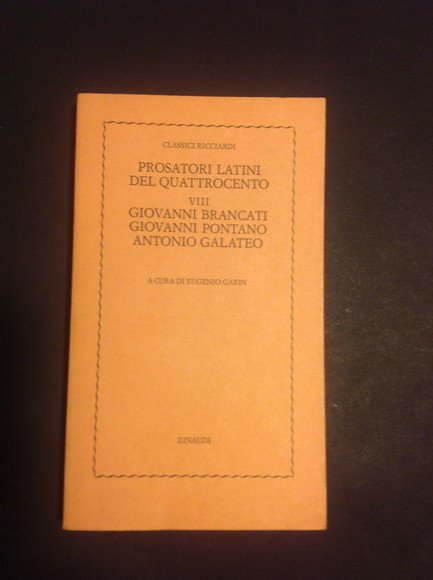 CLASSICI RICCIARDI
PROSATORI LATINI
DEL QUATTROCENTO
VIII
GIOVANNI BRANCATI
GIOVANNI PONTANO
ANTONIO GALATEO
A CURA DI EUGENIO GARIN
EINAUDI